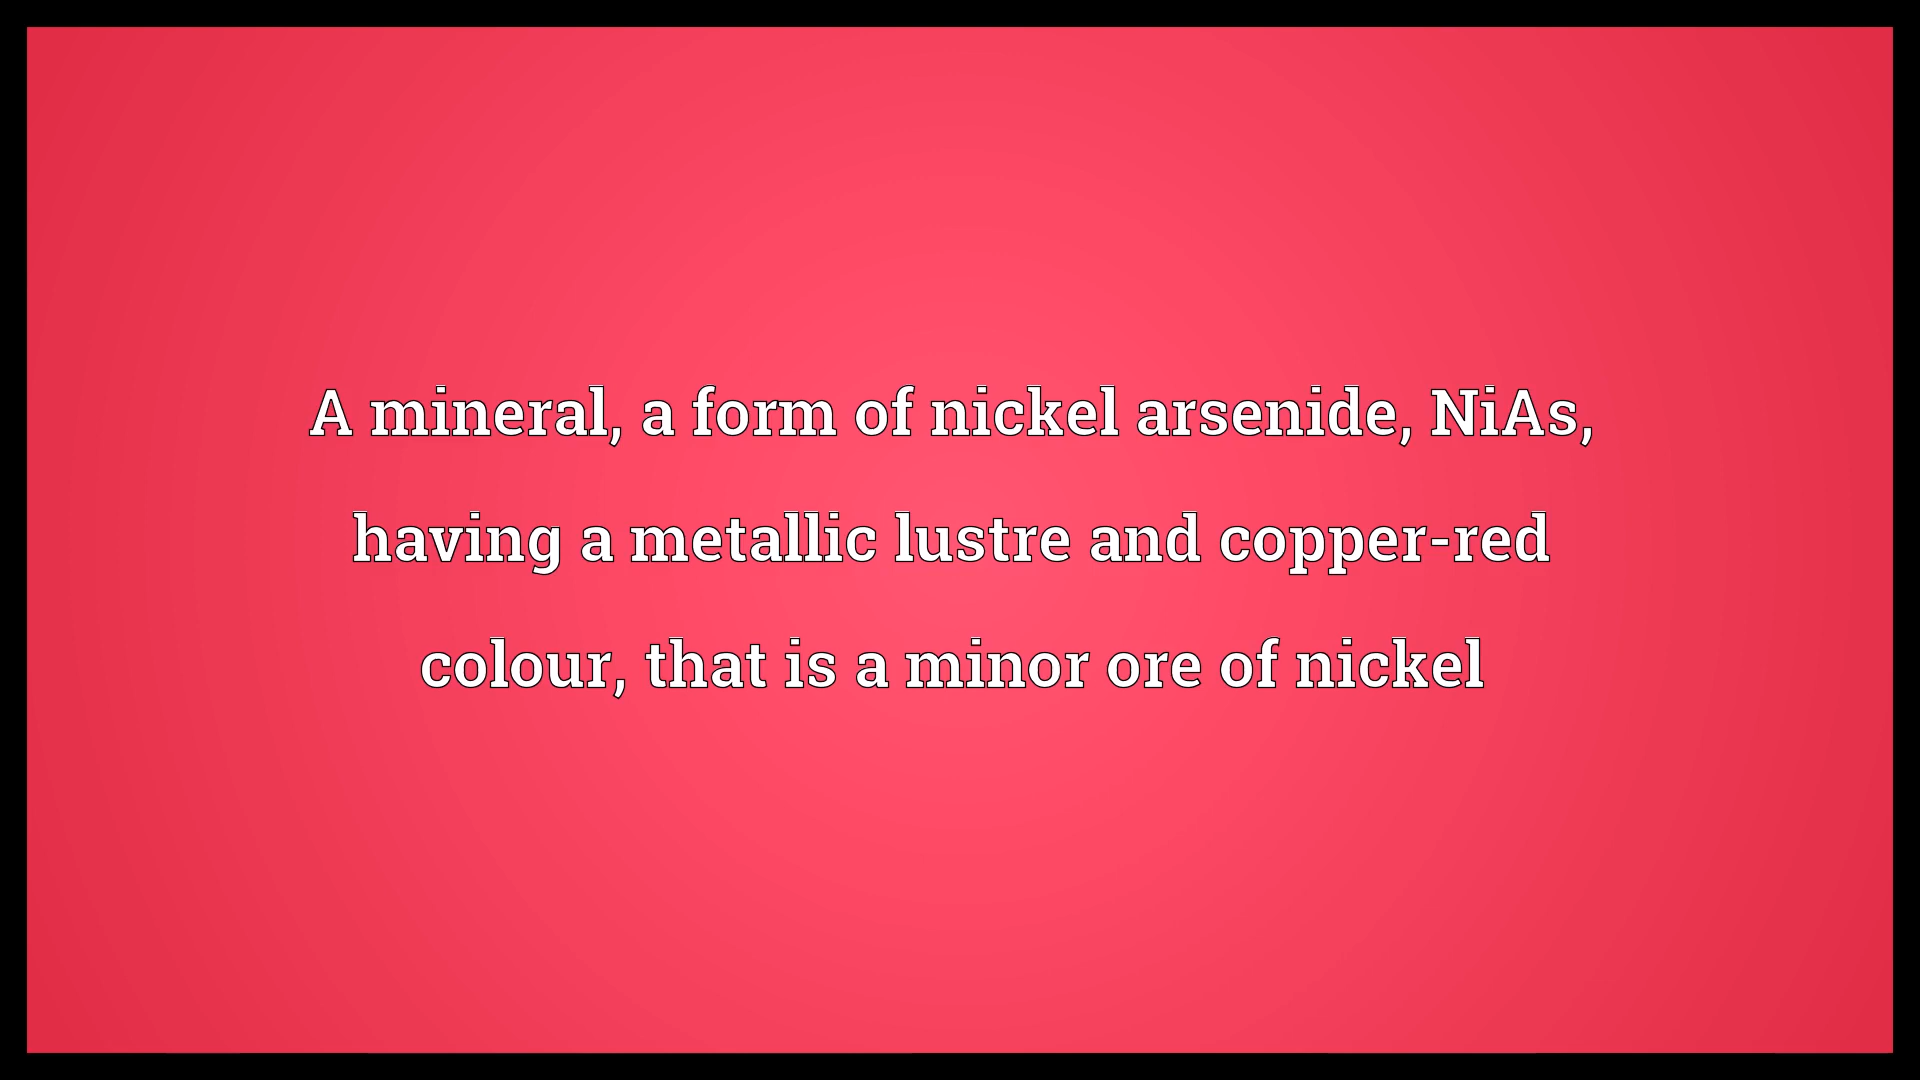 A mineral, a form of nickel arsenide, NiAs,
having a metallic lustre and copper-red
colour, that is a minor ore of nickel